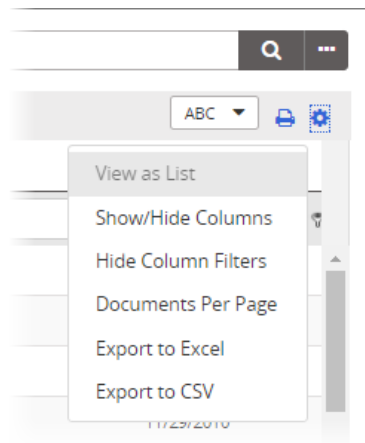 ABC
View as List
Show/Hide Columns
Hide Column Filters
Documents Per Page
Export to Excel
Export to CSV
11/29/2010